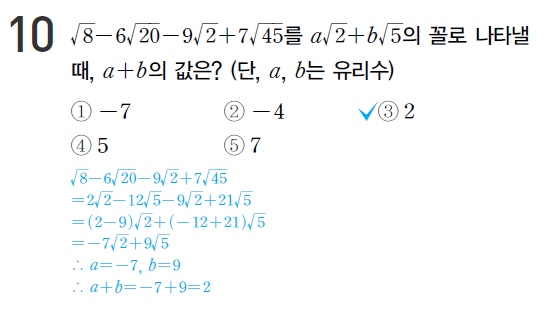 10 √8−6√20−9√2+7√45를 a√2+b√5의 꼴로 나타낼
때, a+b의 값은? (단, a, b는 유리수)
① −7 ② −4 ③ 2
④ 5 ⑤ 7
√8−6√20−9√2+7√45
=2√2−12√5−9√2+21√5
=(2−9)√2+(−12+21)√5
=−7√2+9√5
∴ a=−7, b=9
∴ a+b=−7+9=2